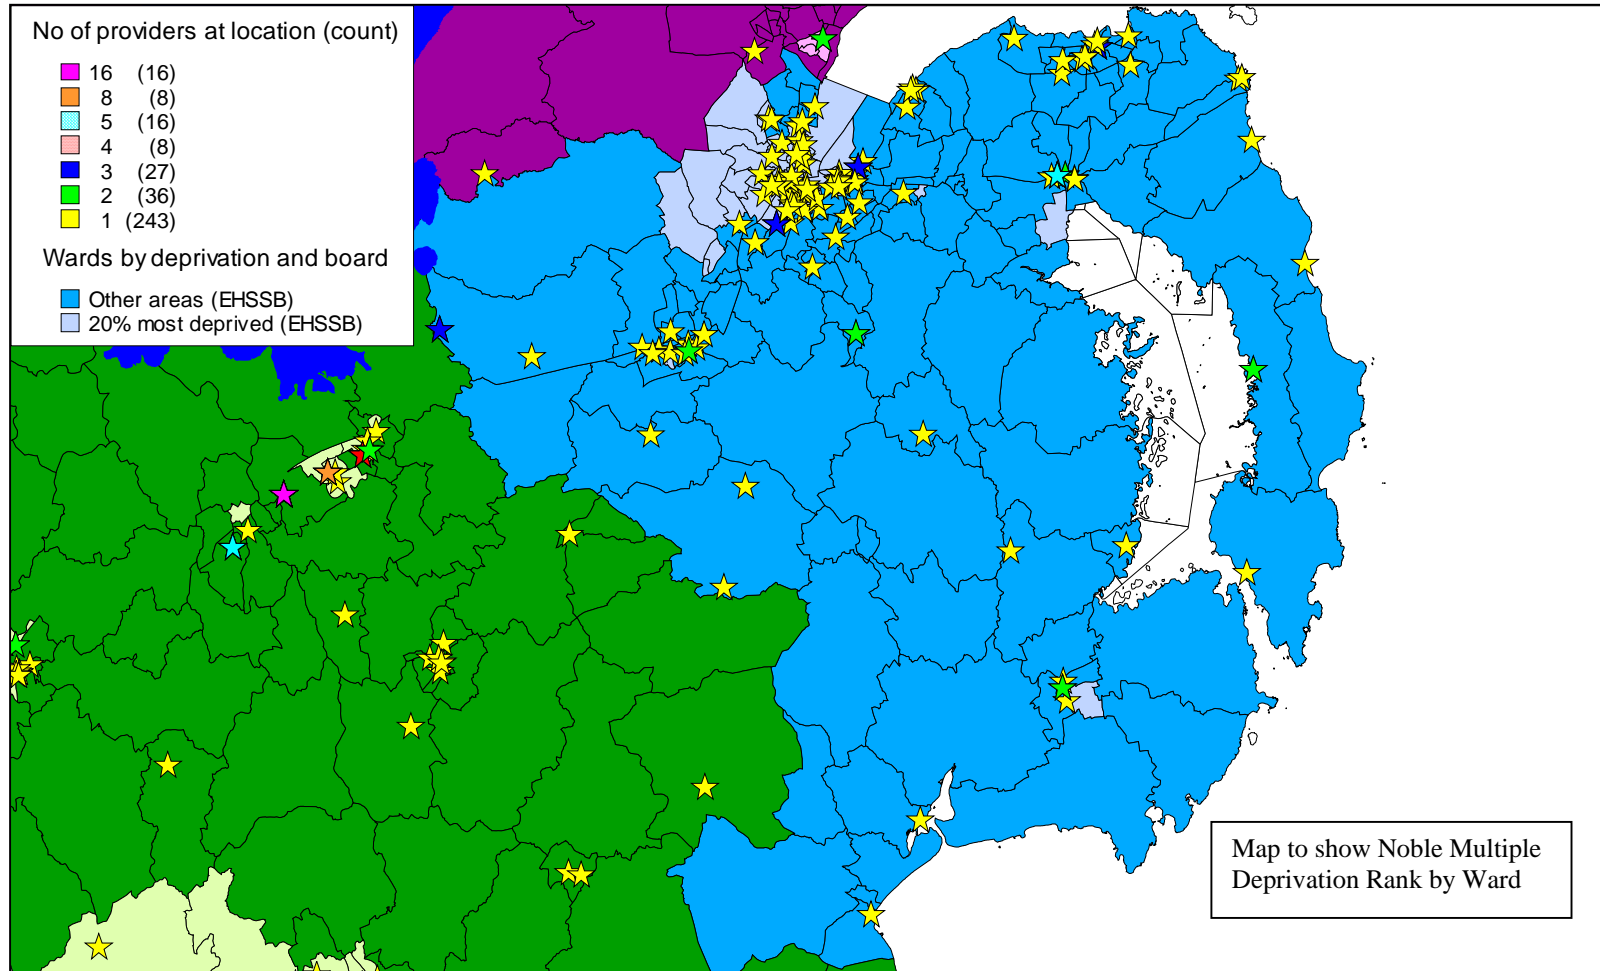 No of providers at location (count)
16 (16)
8 (8)
5 (16)
4 (8)
3 (27)
2 (36)
1 (243)
Wards by deprivation and board
Other areas (EHSSB)
20% most deprived (EHSSB)
Map to show Noble Multiple
Deprivation Rank by Ward